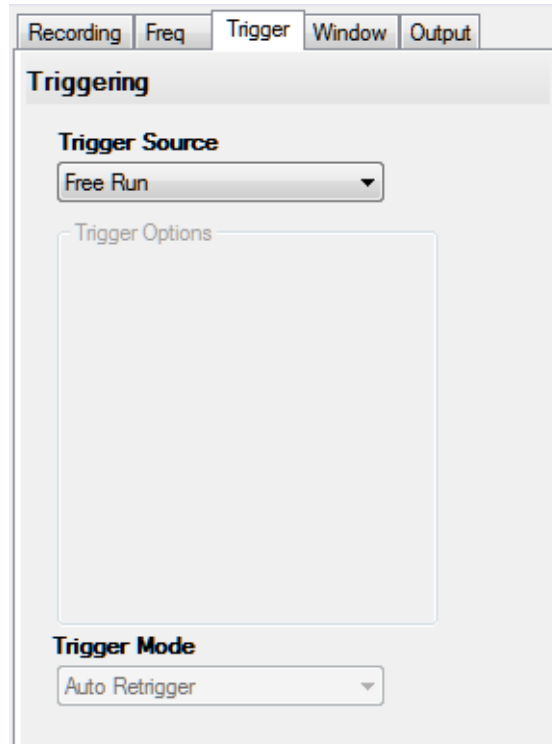 Recording Freq Trigger Window Output
Triggering
Trigger Source
Free Run
Trigger Options
Trigger Mode
Auto Retrigger